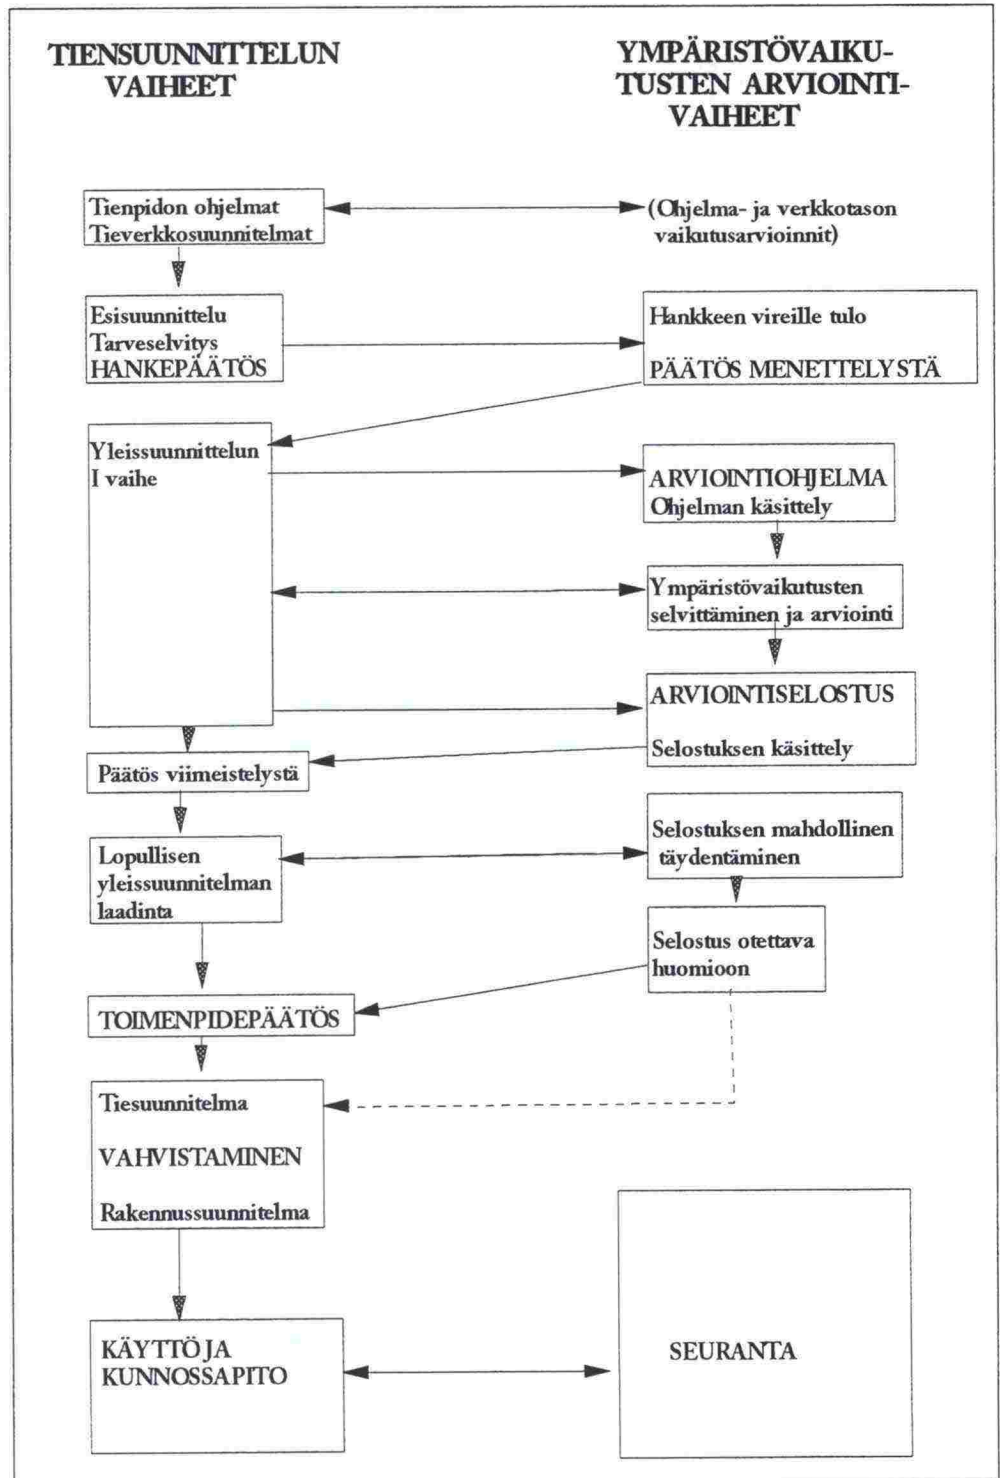 TIENSUUNNITTELUN
VAIHEET
YMPÄRISTÖVAIKU-
TUSTEN ARVIOINTI-
VAIHEET
Tienpidon ohjelmat
Tieverkkosuunnitelmat
(Ohjelma- ja verkkotason
vaikutusarvioinnit)
Esisuunnittelu
Tarveselvitys
HANKEPÄÄTÖS
Hankkeen vireille tulo
PÄÄTÖS MENETTELYSTÄ
Yleissuunnittelun
I vaihe
ARVIOINTIOHJELMA
Ohjelman käsittely
Ympäristövaikutusten
selvittäminen ja arviointi
ARVIOINTISELOSTUS
Selostuksen käsittely
Päätös viimeistelystä
Lopullisen
yleissuunnitelman
laadinta
Selostuksen mahdollinen
täydentäminen
Selostus otettava
huomioon
TOIMENPIDEPÄÄTÖS
Tiesuunnitelma
VAHVISTAMINEN
Rakennussuunnitelma
KÄYTTÖ JA
KUNNOSSAPITO
SEURANTA